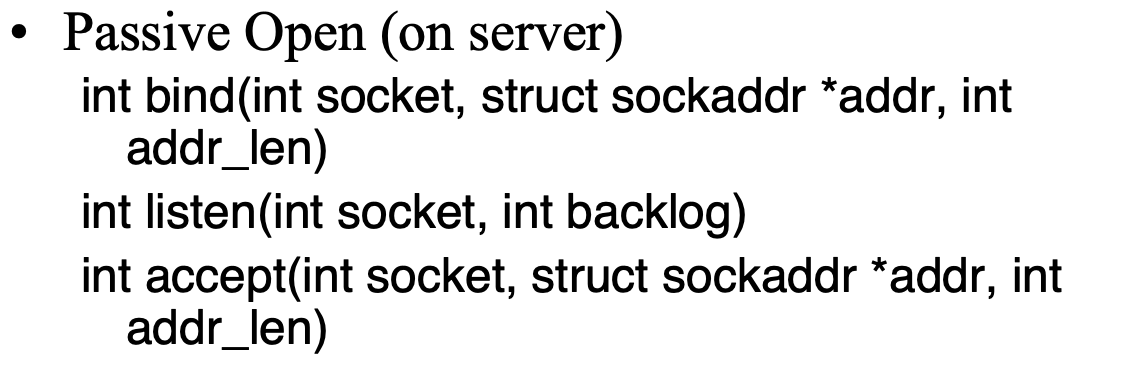 • Passive Open (on server)
int bind(int socket, struct sockaddr *addr, int
addr_len)
int listen(int socket, int backlog)
int accept(int socket, struct sockaddr *addr, int
addr_len)